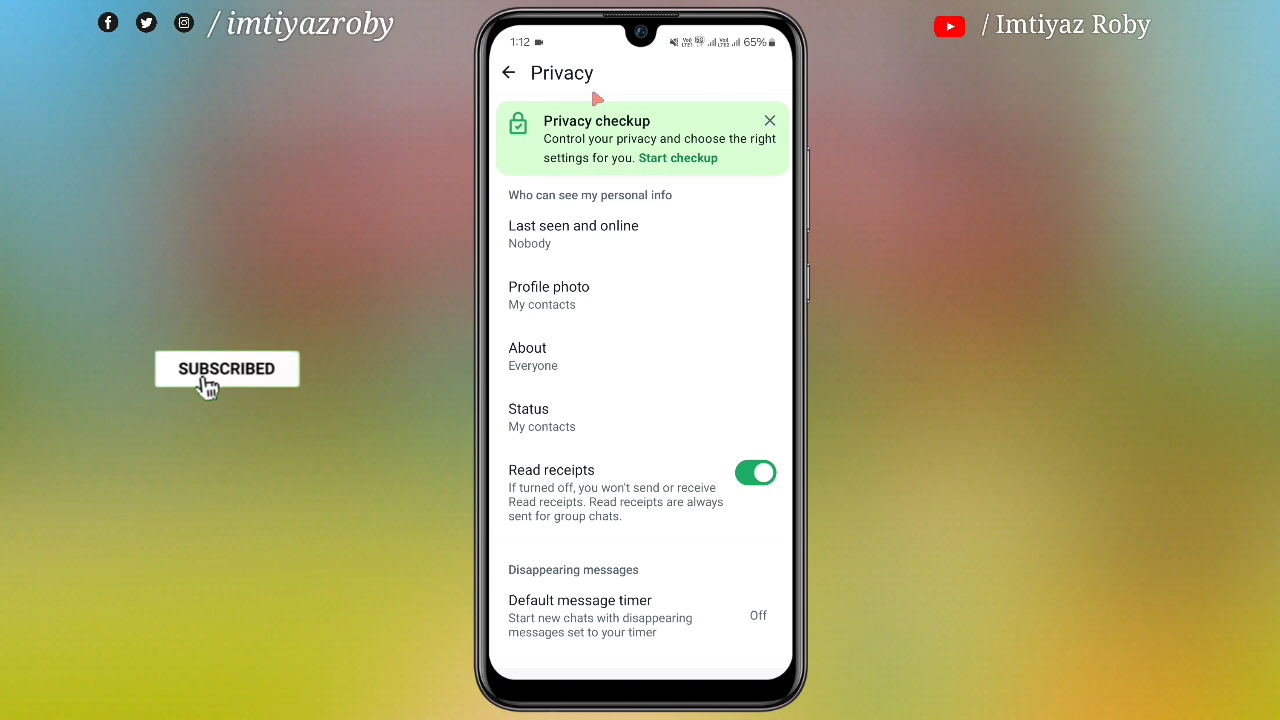 / imtiyazroby
/ Imtiyaz Roby
1:12
65%
Privacy
Privacy checkup
Control your privacy and choose the right
settings for you. Start checkup
Who can see my personal info
Last seen and online
Nobody
Profile photo
My contacts
About
Everyone
Status
My contacts
SUBSCRIBED
Read receipts
If turned off, you won't send or receive
Read receipts. Read receipts are always
sent for group chats.
Disappearing messages
Default message timer
Start new chats with disappearing
messages set to your timer
Off